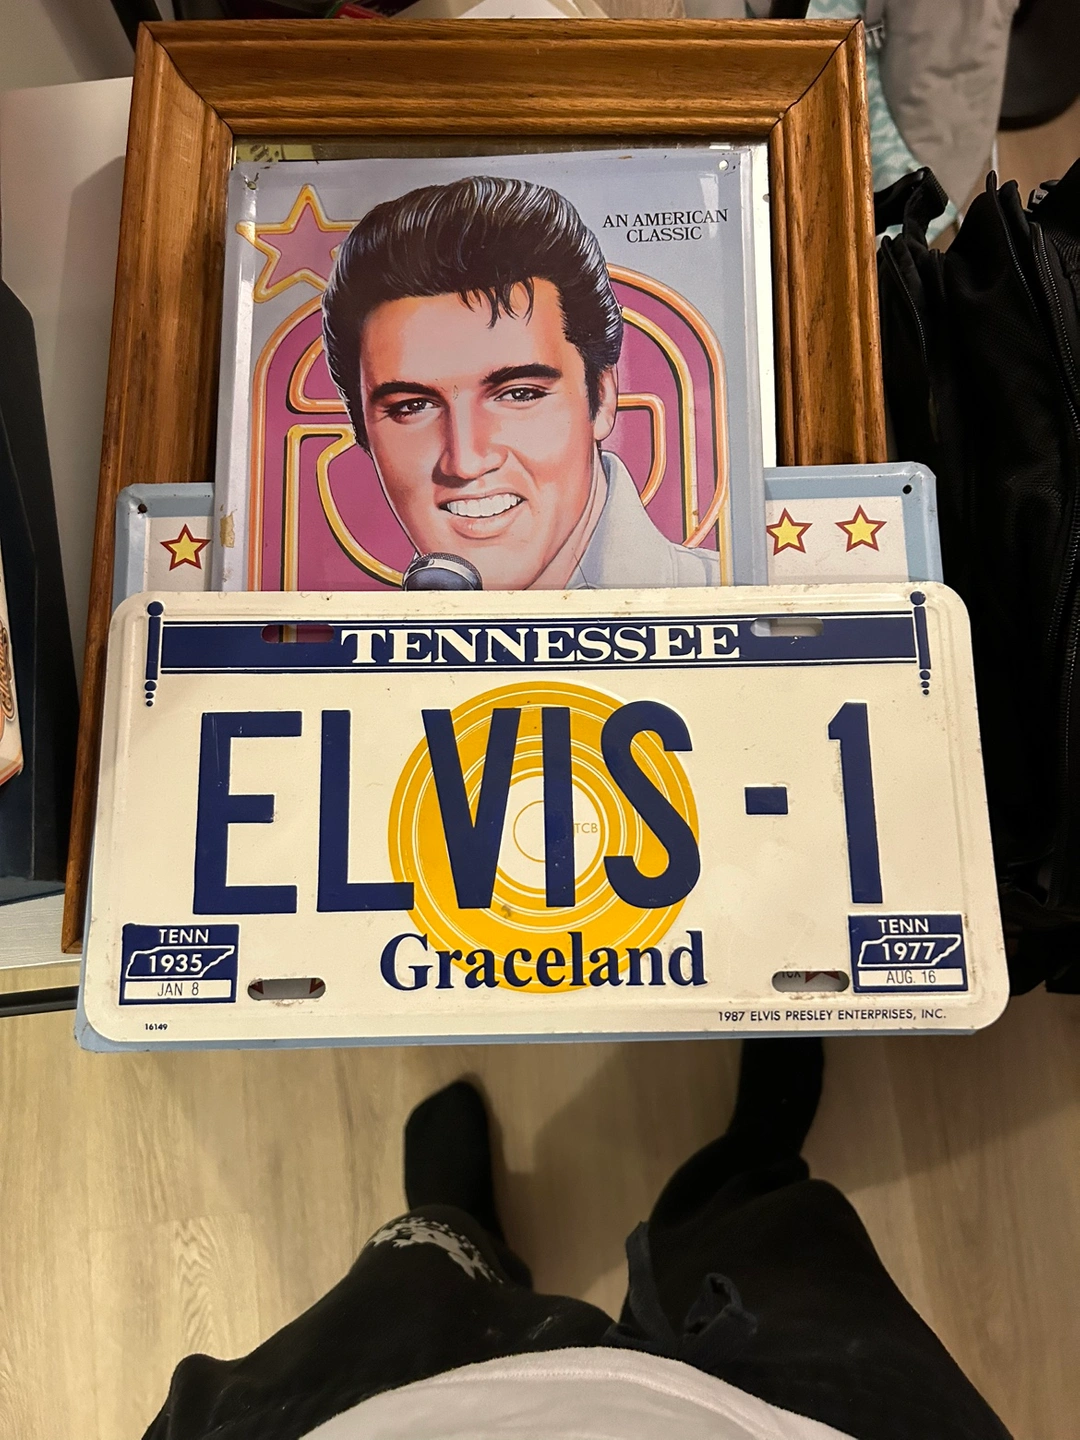 AN AMERICAN
CLASSIC
TENNESSEE
ELVIS-1
TCB
Graceland
TENN
1935
JAN 8
TENN
1977
AUG. 16
16149
1987 ELVIS PRESLEY ENTERPRISES, INC.